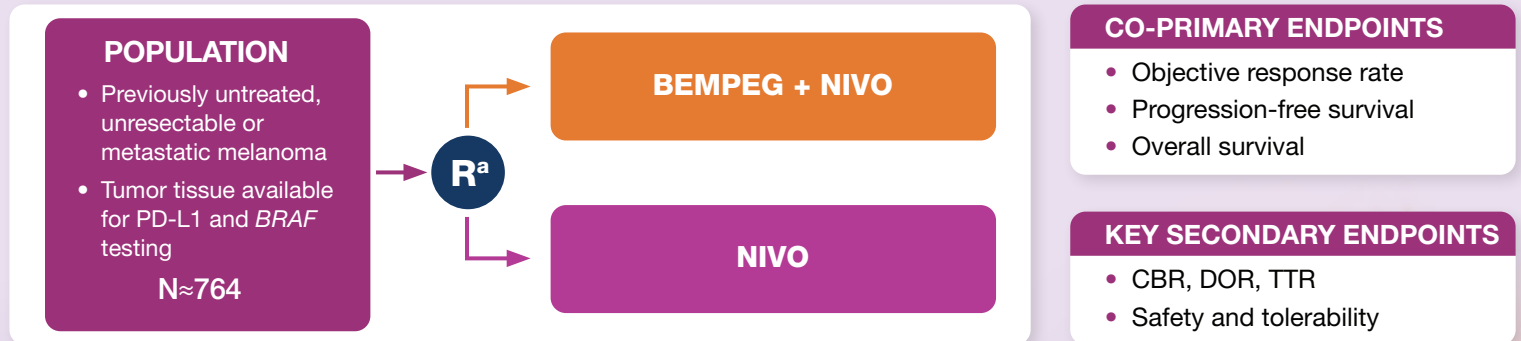 POPULATION
• Previously untreated,
unresectable or
metastatic melanoma
• Tumor tissue available
for PD-L1 and BRAF
testing
N≈764
Rª
BEMPEG + NIVO
NIVO
CO-PRIMARY ENDPOINTS
• Objective response rate
• Progression-free survival
• Overall survival
KEY SECONDARY ENDPOINTS
• CBR, DOR, TTR
• Safety and tolerability